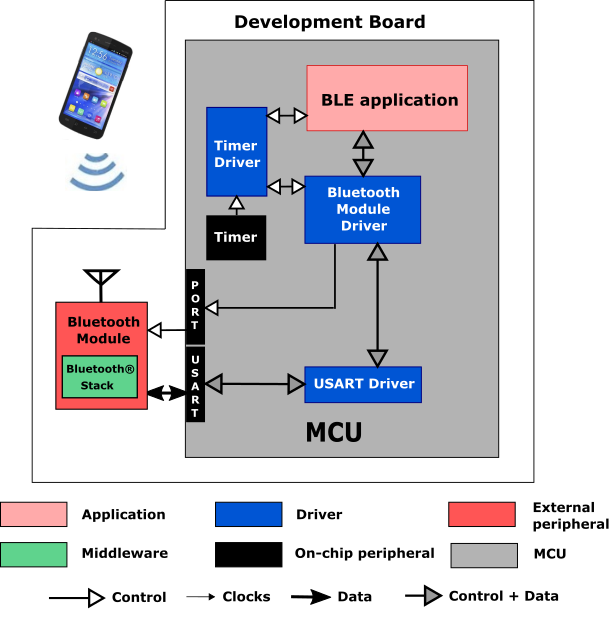 Development Board
BLE application
Timer
Driver
Bluetooth
Module
Driver
Timer
PORT
Bluetooth
Module
Bluetooth®
Stack
USART
USART Driver
MCU
Application
Driver
External
peripheral
Middleware
On-chip peripheral
MCU
Control
Clocks
Data
Control + Data